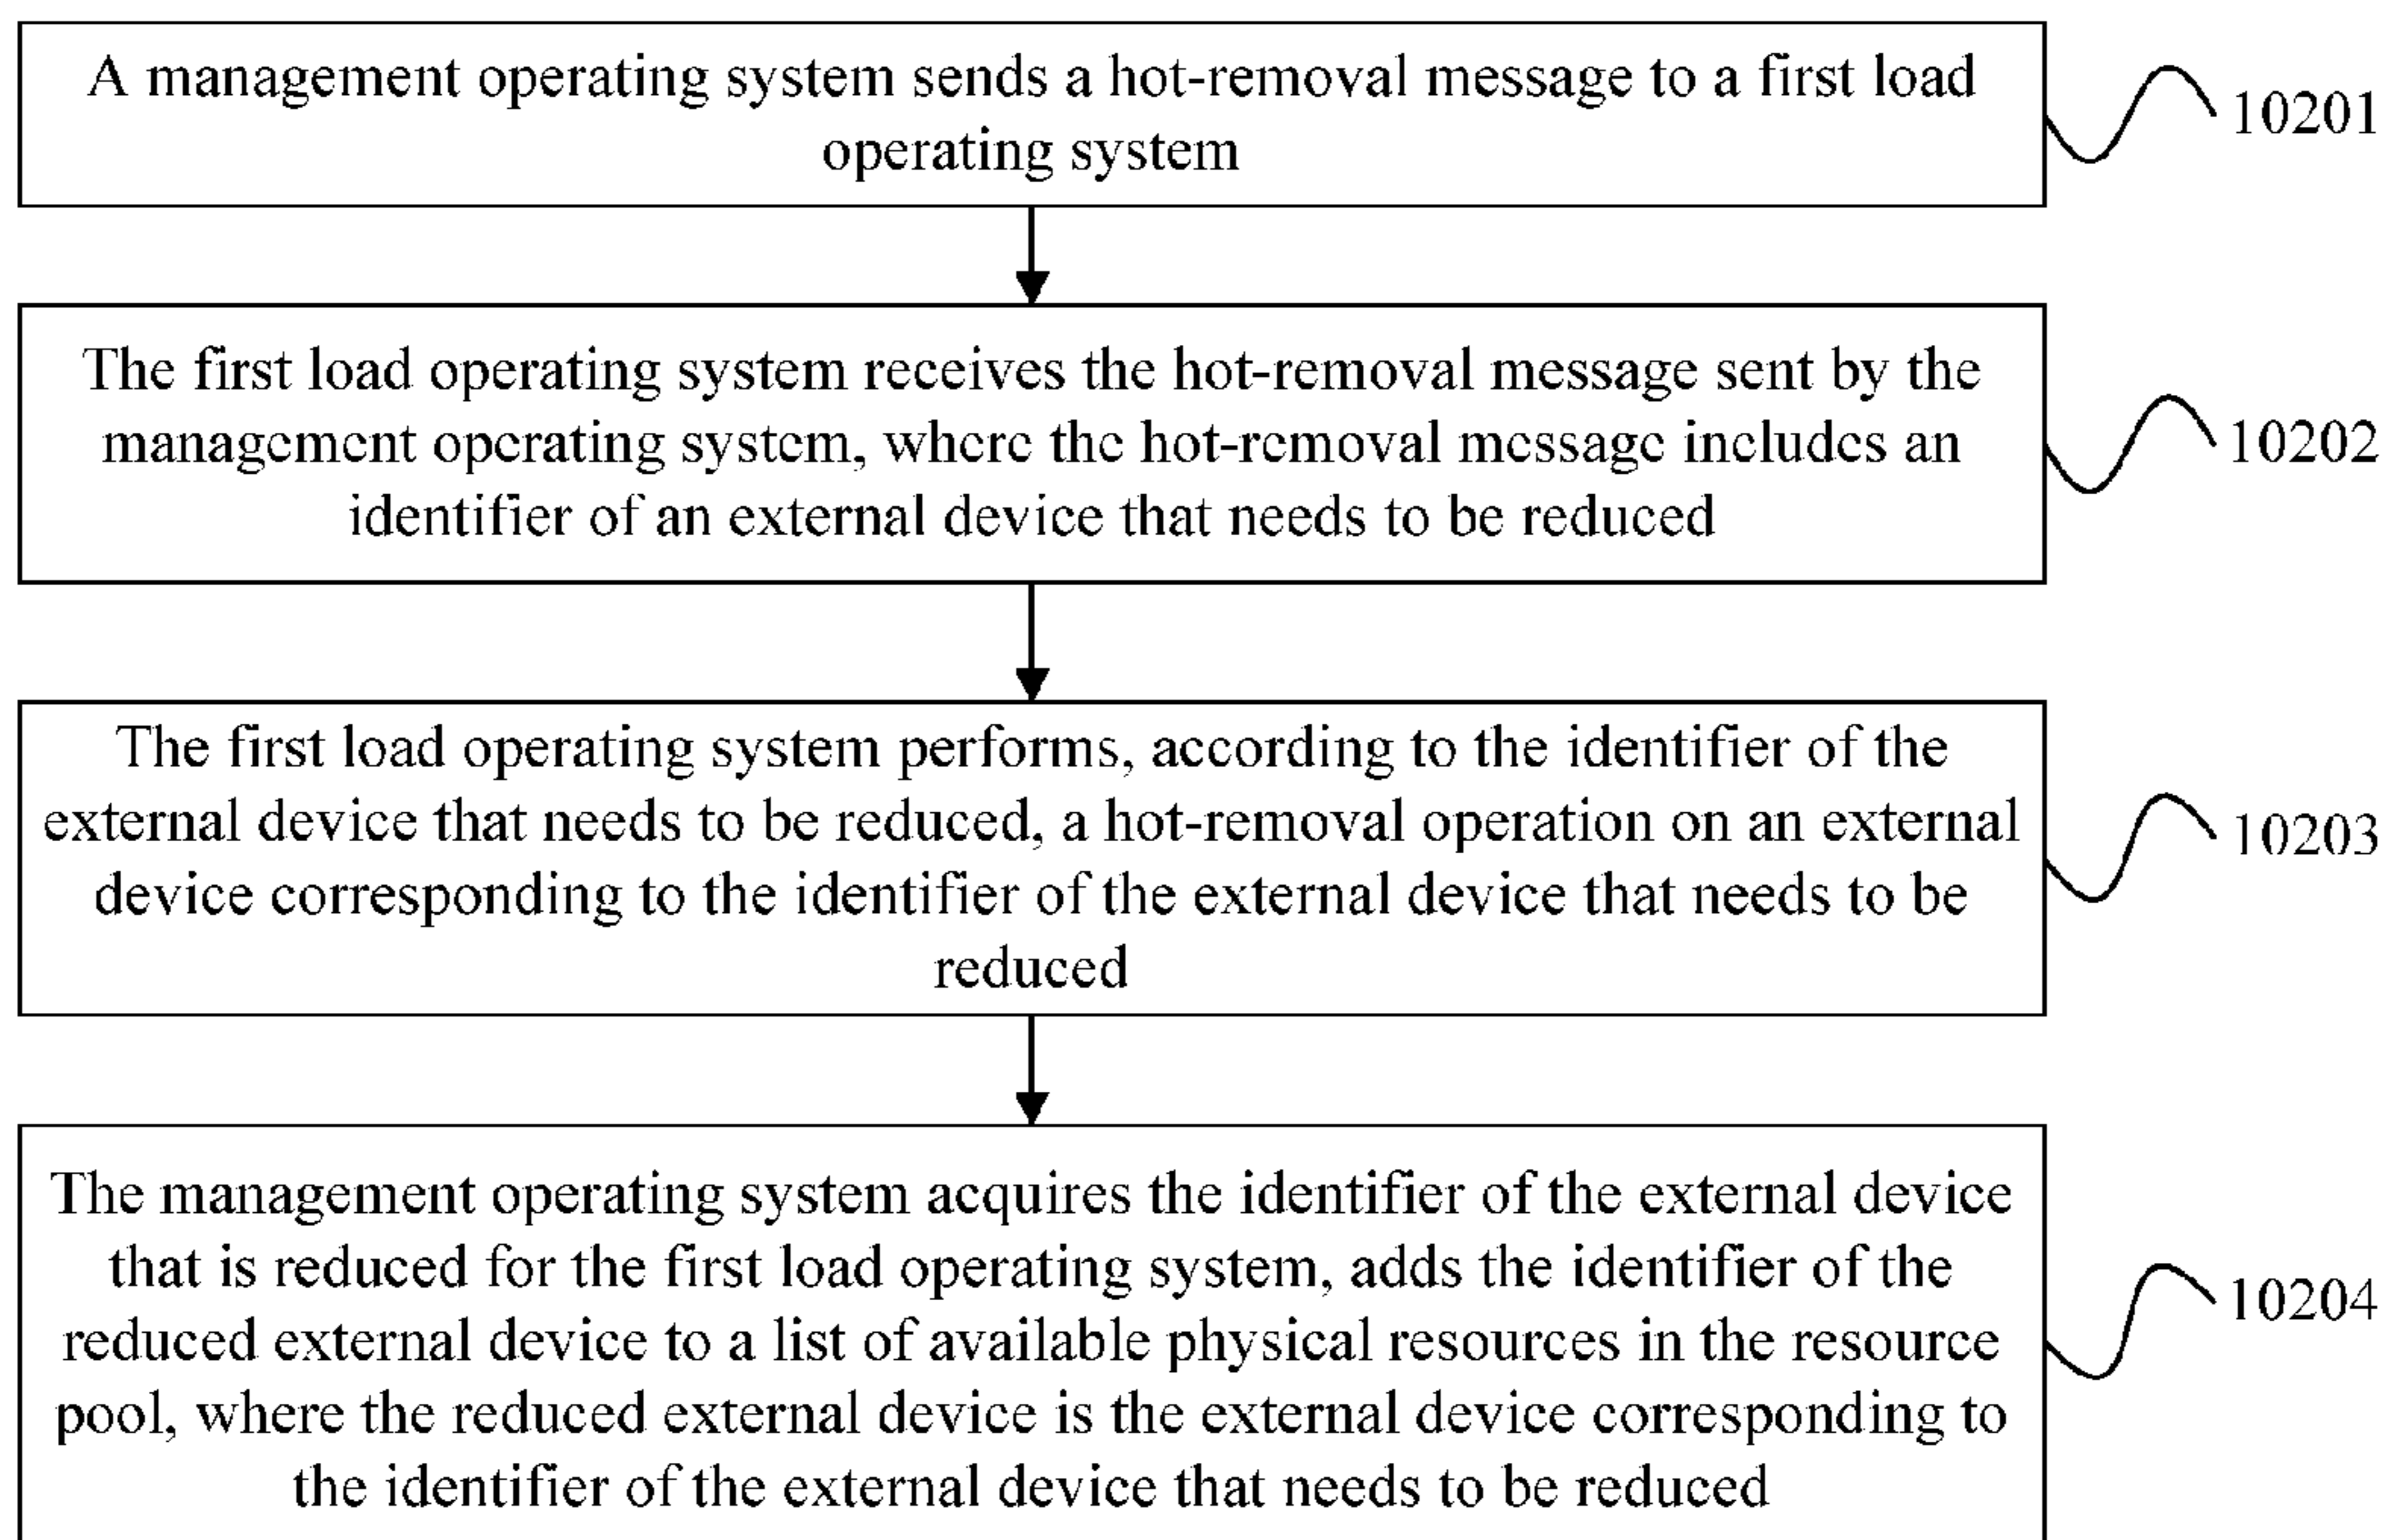 A management operating system sends a hot-removal message to a first load
operating system
10201
The first load operating system receives the hot-removal message sent by the
management operating system, where the hot-removal message includes an
identifier of an external device that needs to be reduced
10202
The first load operating system performs, according to the identifier of the
external device that needs to be reduced, a hot-removal operation on an external
device corresponding to the identifier of the external device that needs to be
reduced
10203
The management operating system acquires the identifier of the external device
that is reduced for the first load operating system, adds the identifier of the
reduced external device to a list of available physical resources in the resource
pool, where the reduced external device is the external device corresponding to
the identifier of the external device that needs to be reduced
10204